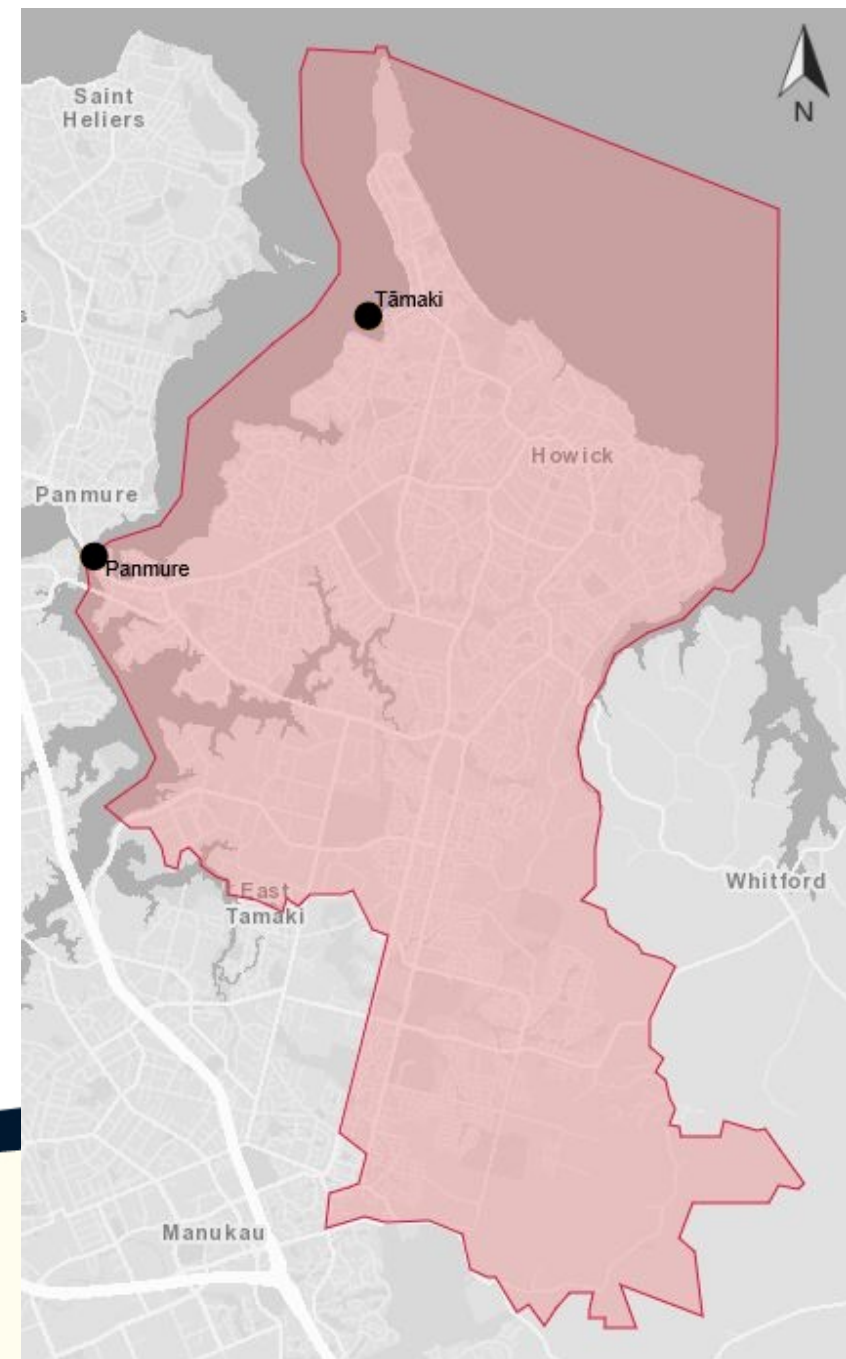 Saint
Heliers
N
Tāmaki
s
Howick
Panmure
Panmure
East
Tamaki
Whitford
Manukau